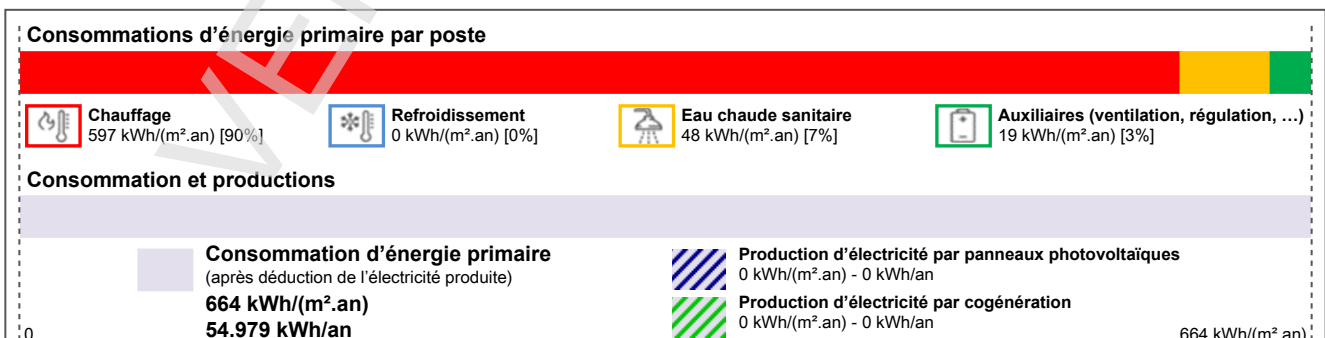 Consommations d'énergie primaire par poste
Chauffage
597 kWh/(m².an) [90%]
Refroidissement
0 kWh/(m².an) [0%]
Eau chaude sanitaire
48 kWh/(m².an) [7%]
Auxiliaires (ventilation, régulation, …)
19 kWh/(m².an) [3%]
Consommation et productions
Consommation d'énergie primaire
(après déduction de l'électricité produite)
664 kWh/(m².an)
54.979 kWh/an
Production d'électricité par panneaux photovoltaïques
0 kWh/(m².an) - 0 kWh/an
Production d'électricité par cogénération
0 kWh/(m².an) - 0 kWh/an
0
664 kWh/(m².an)